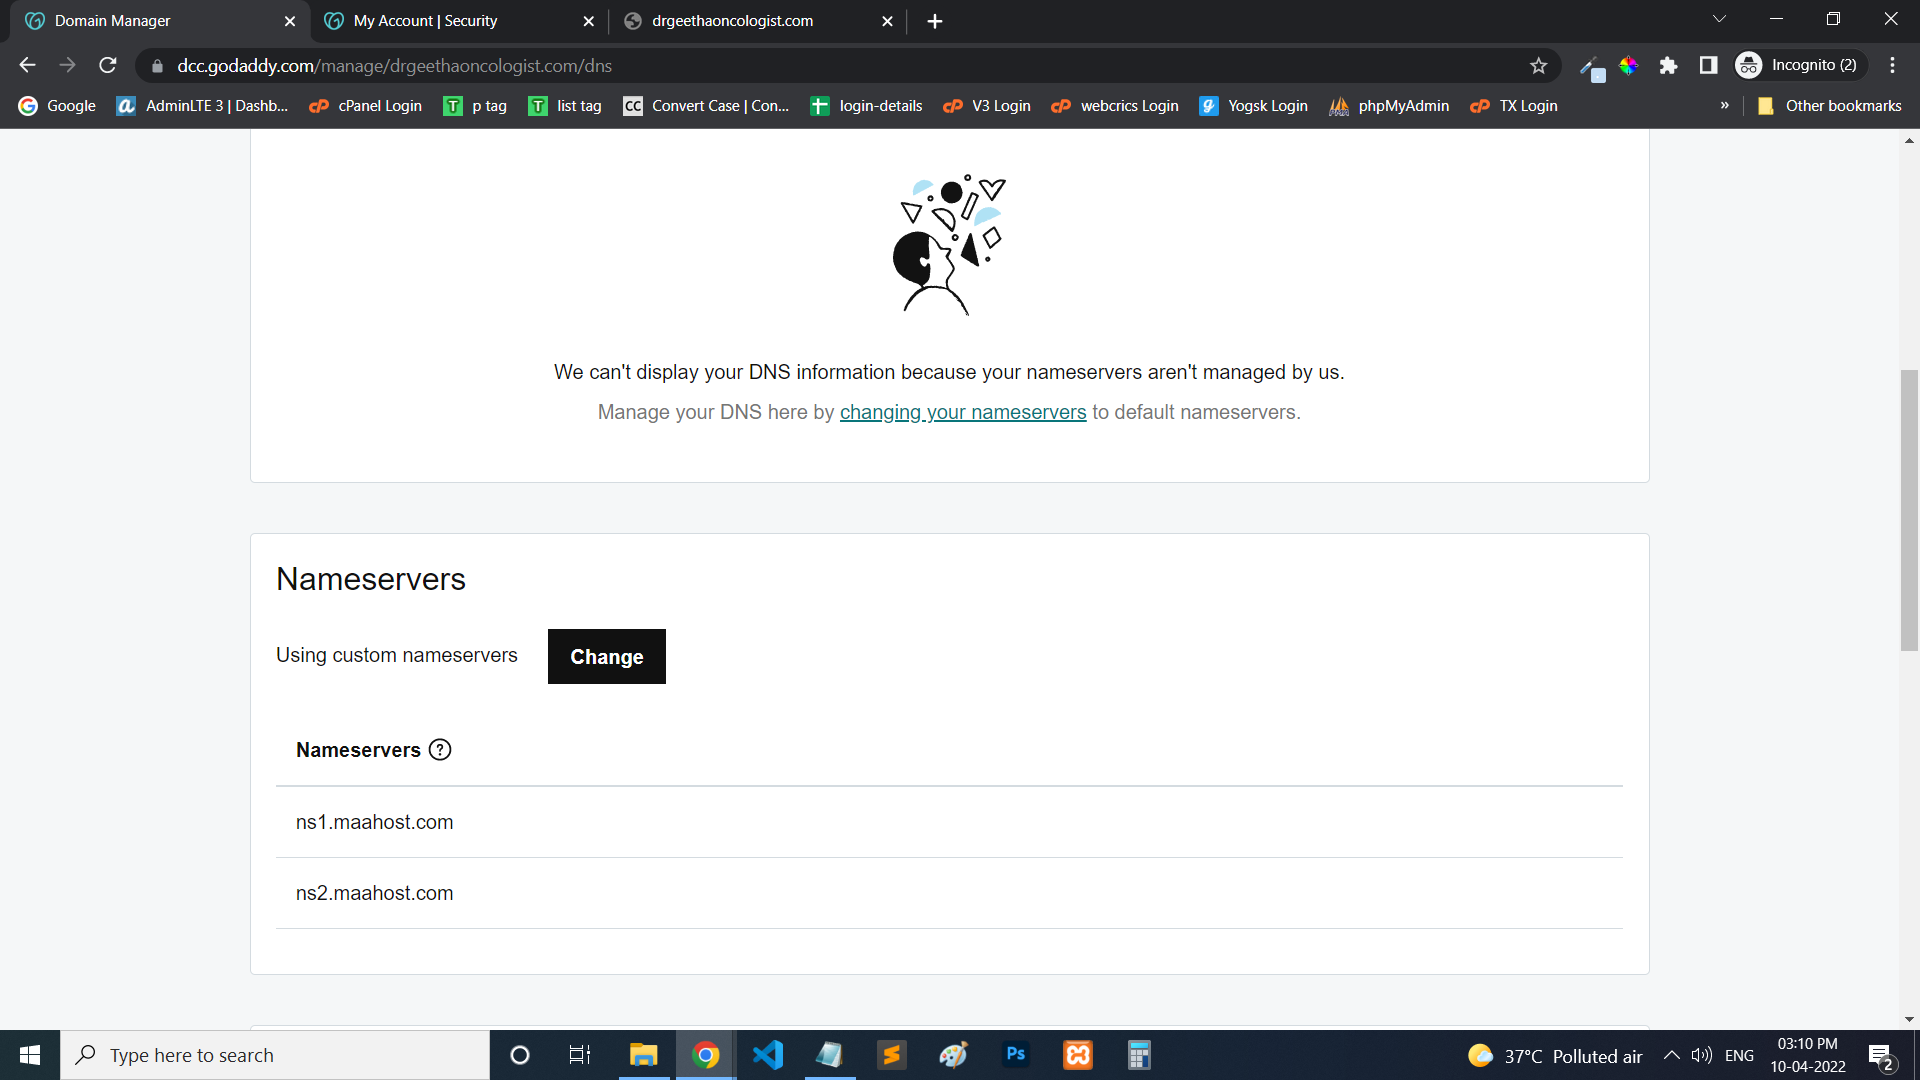 Domain Manager
My Account | Security
drgeethaoncologist.com
dcc.godaddy.com/manage/drgeethaoncologist.com/dns
Incognito (2)
Google
AdminLTE 3 | Dashb...
cPanel Login
T
p tag
T
list tag
CC
Convert Case | Con...
login-details
V3 Login
webcrics Login
Yogsk Login
phpMyAdmin
TX Login
»
Other bookmarks
We can't display your DNS information because your nameservers aren't managed by us.
Manage your DNS here by changing your nameservers to default nameservers.
Nameservers
Using custom nameservers
Change
Nameservers ?
ns1.maahost.com
ns2.maahost.com
Type here to search
Ps
37°C Polluted air
ENG
03:10 PM
10-04-2022
2